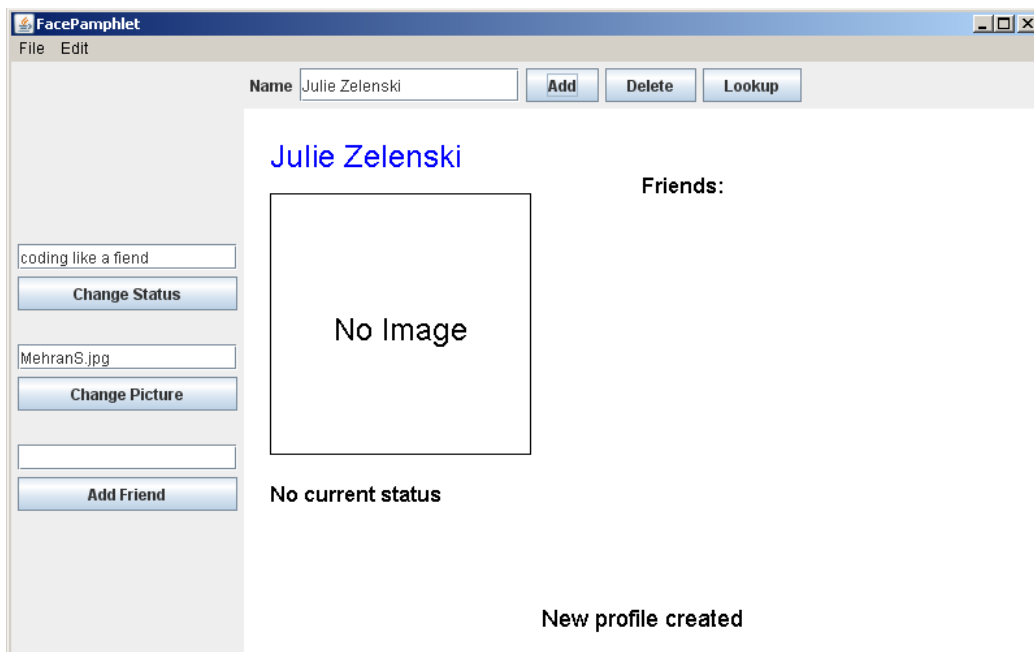 FacePamphlet
File Edit
Name Julie Zelenski Add Delete Lookup
Julie Zelenski
Friends:
coding like a fiend
Change Status
No Image
MehranS.jpg
Change Picture
Add Friend
No current status
New profile created